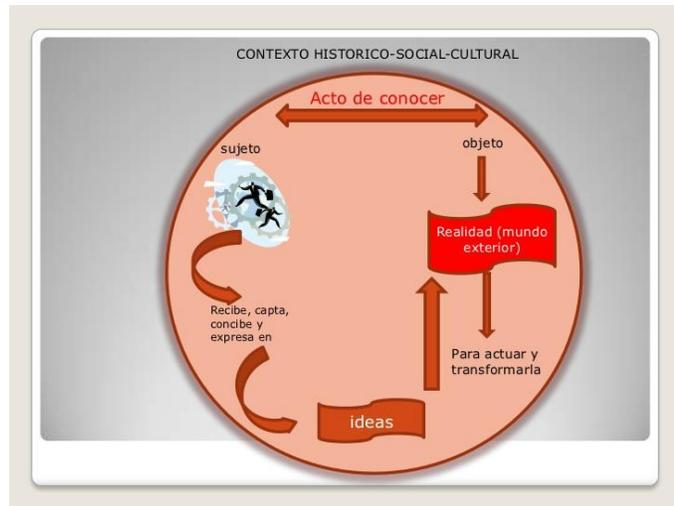 CONTEXTO HISTORICO-SOCIAL-CULTURAL
Acto de conocer
sujeto
objeto
Realidad (mundo
exterior)
Recibe, capta,
concibe y
expresa en
Para actuar y
transformarla
ideas